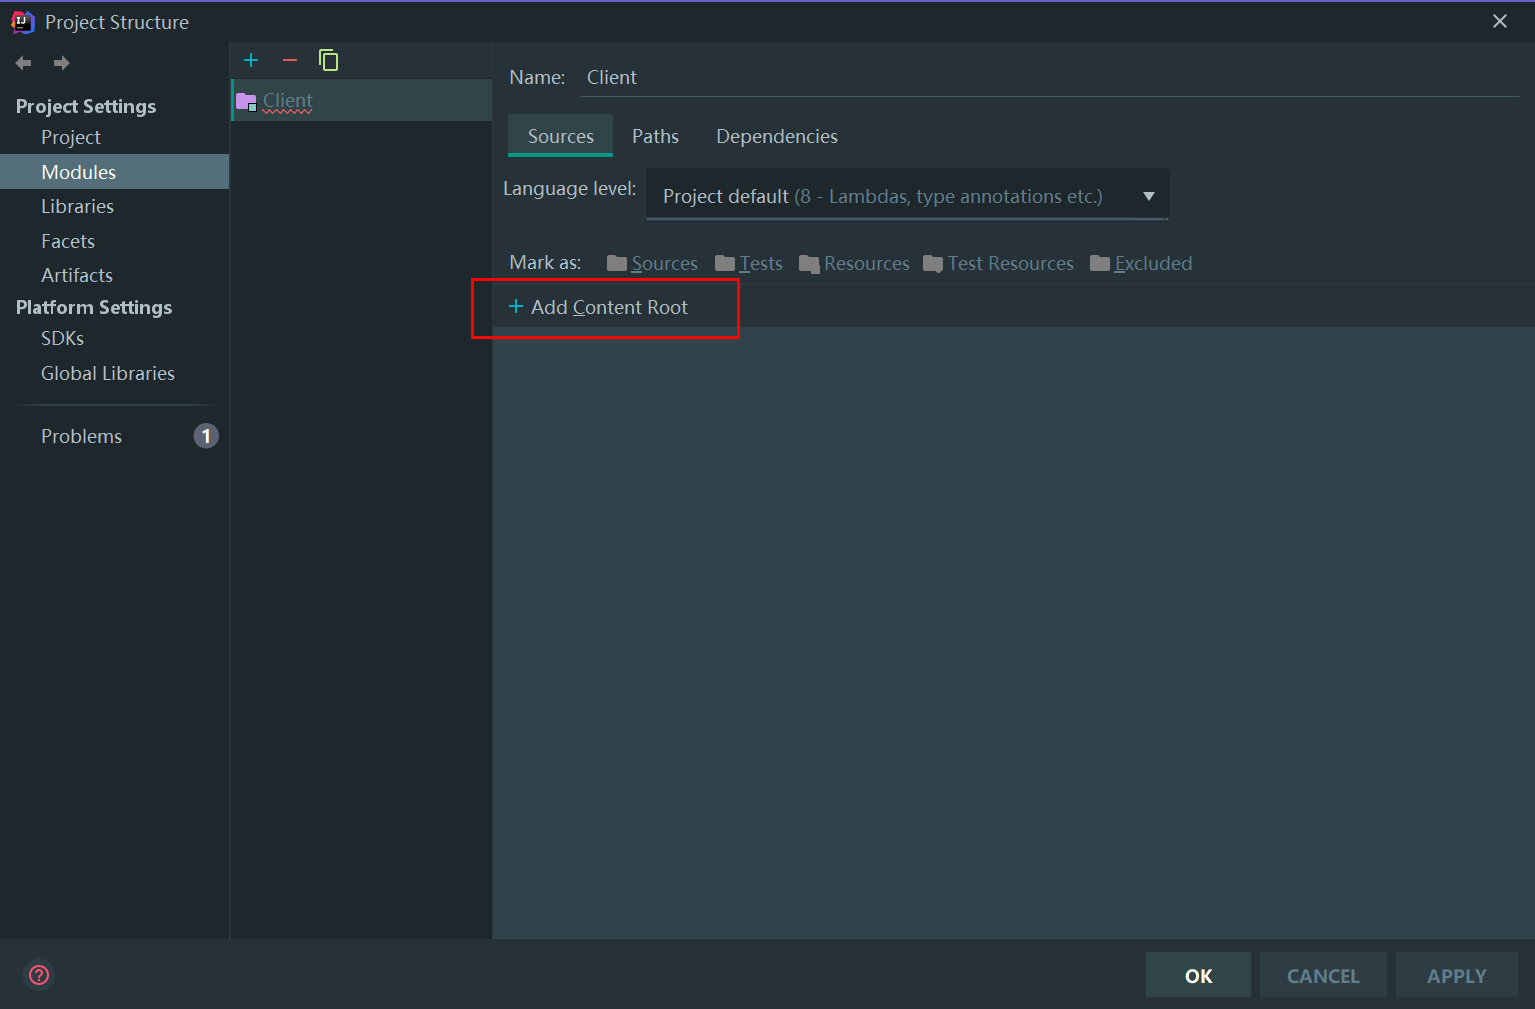 Project Structure
Project Settings
Project
Modules
Libraries
Facets
Artifacts
Platform Settings
SDKs
Global Libraries
Problems 1
Client
Name: Client
Sources Paths Dependencies
Language level: Project default (8 - Lambdas, type annotations etc.)
Mark as: Sources Tests Resources Test Resources Excluded
+ Add Content Root
OK CANCEL APPLY